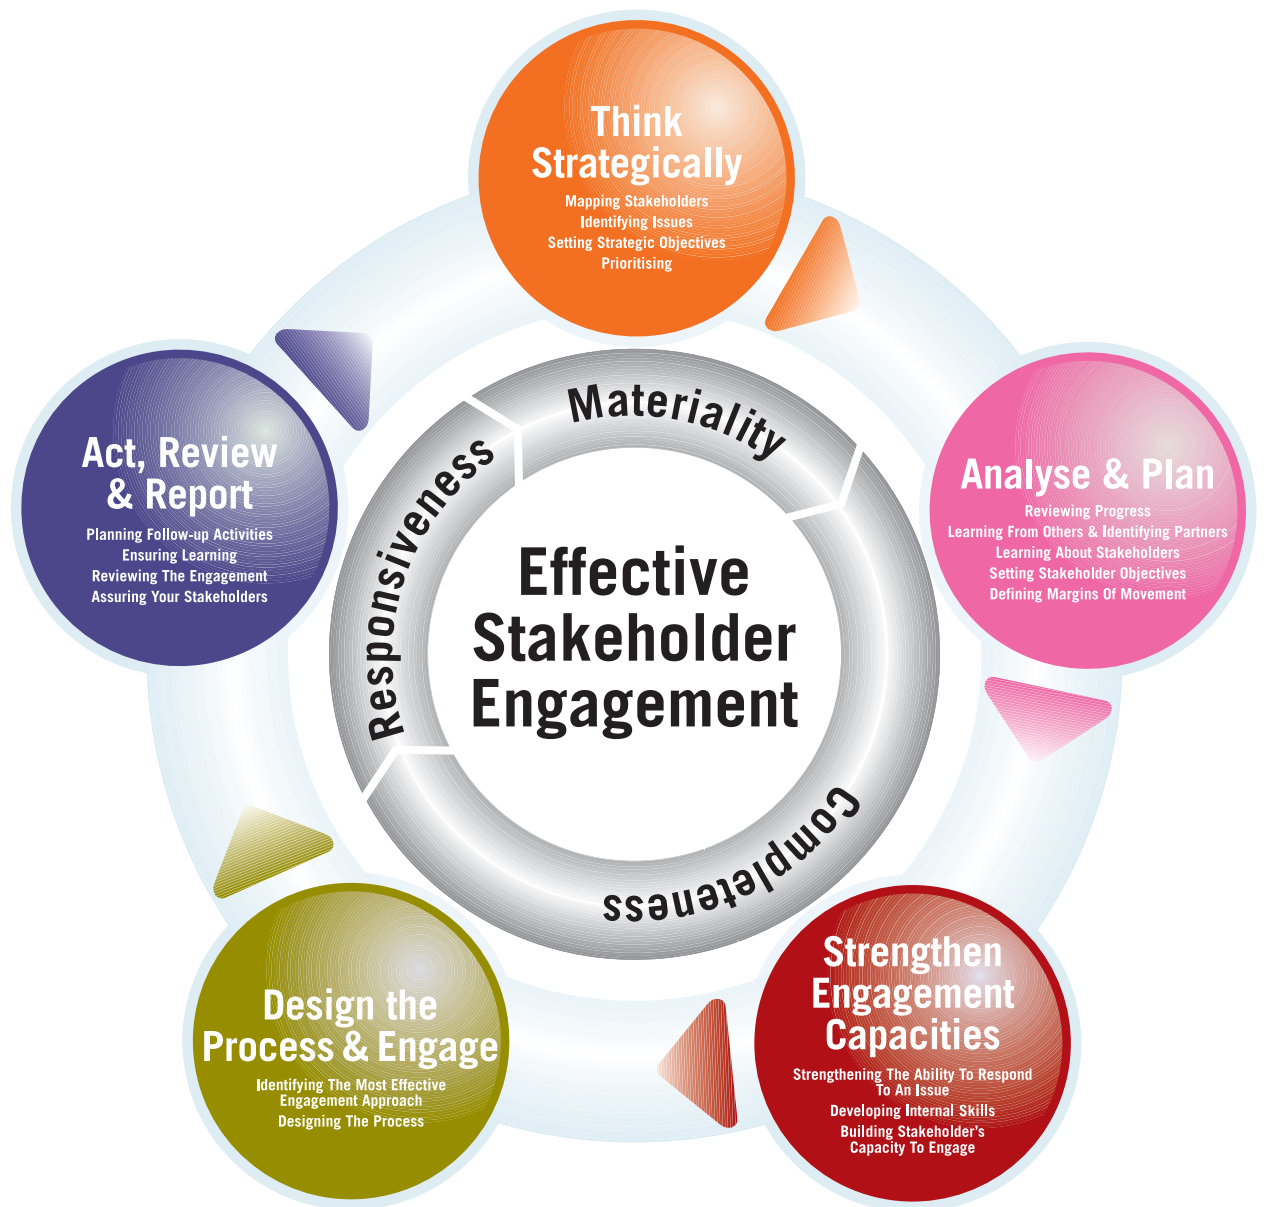 Think
Strategically
Mapping Stakeholders
Identifying Issues
Setting Strategic Objectives
Prioritising
Analyse & Plan
Reviewing Progress
Learning From Others & Identifying Partners
Learning About Stakeholders
Setting Stakeholder Objectives
Defining Margins Of Movement
Strengthen
Engagement
Capacities
Strengthening The Ability To Respond
To An Issue
Developing Internal Skills
Building Stakeholder's
Capacity To Engage
Design the
Process & Engage
Identifying The Most Effective
Engagement Approach
Designing The Process
Act, Review
& Report
Planning Follow-up Activities
Ensuring Learning
Reviewing The Engagement
Assuring Your Stakeholders
Materiality
Completeness
Responsiveness
Effective
Stakeholder
Engagement